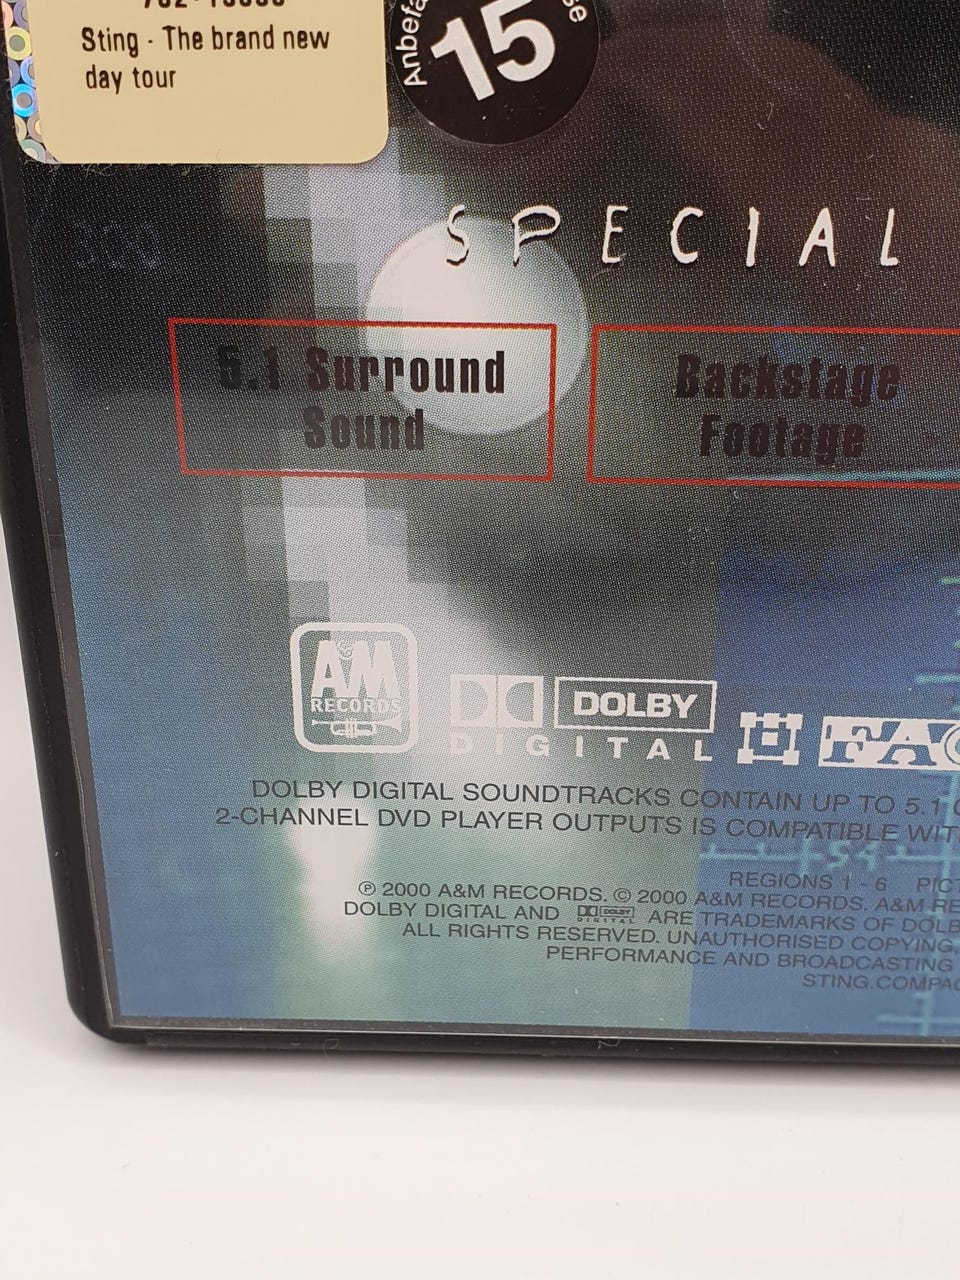 Sting - The brand new
day tour
15
SPECIAL
5.1 Surround
Sound
Backstage
Footage
A&M
RECORDS
DOLBY
DIGITAL
DOLBY DIGITAL SOUNDTRACKS CONTAIN UP TO 5.1
2-CHANNEL DVD PLAYER OUTPUTS IS COMPATIBLE
REGIONS 1 - 6
℗ 2000 A&M RECORDS. © 2000 A&M RECORDS. A&M
DOLBY DIGITAL AND DOLBY DIGITAL ARE TRADEMARKS OF
ALL RIGHTS RESERVED. UNAUTHORISED COPYING,
PERFORMANCE AND BROADCASTING